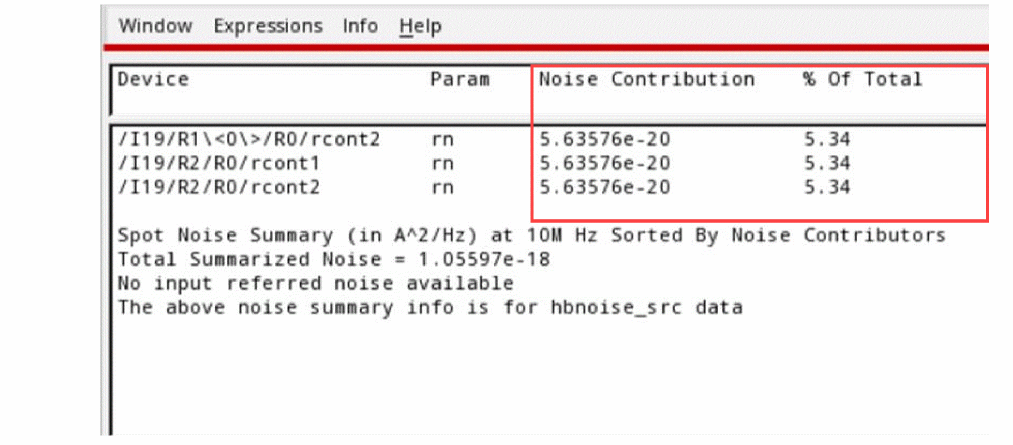 Window Expressions Info Help
Device Param Noise Contribution % Of Total
/I19/R1\<0\>/R0/rcont2 rn 5.63576e-20 5.34
/I19/R2/R0/rcont1 rn 5.63576e-20 5.34
/I19/R2/R0/rcont2 rn 5.63576e-20 5.34
Spot Noise Summary (in A^2/Hz) at 10M Hz Sorted By Noise Contributors
Total Summarized Noise = 1.05597e-18
No input referred noise available
The above noise summary info is for hbnoise_src data